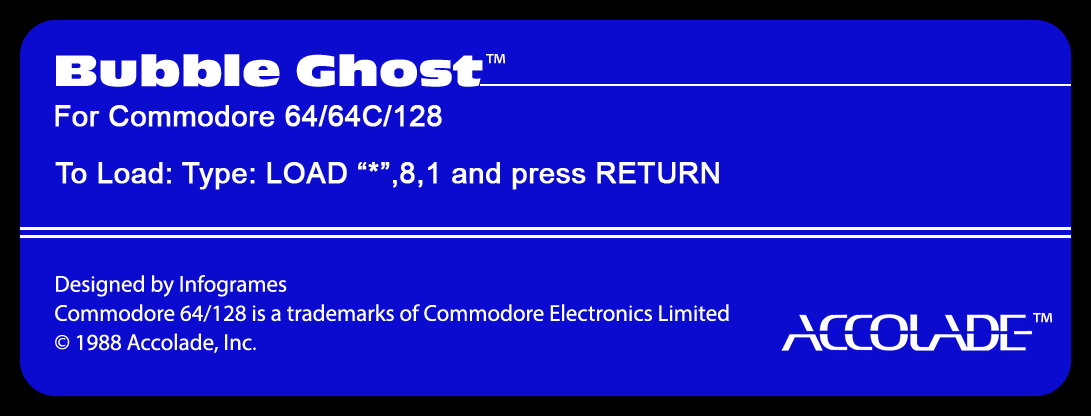 Bubble Ghost™
For Commodore 64/64C/128
To Load: Type: LOAD “*”,8,1 and press RETURN
Designed by Infogrames
Commodore 64/128 is a trademarks of Commodore Electronics Limited
© 1988 Accolade, Inc.
ACCOLADE™